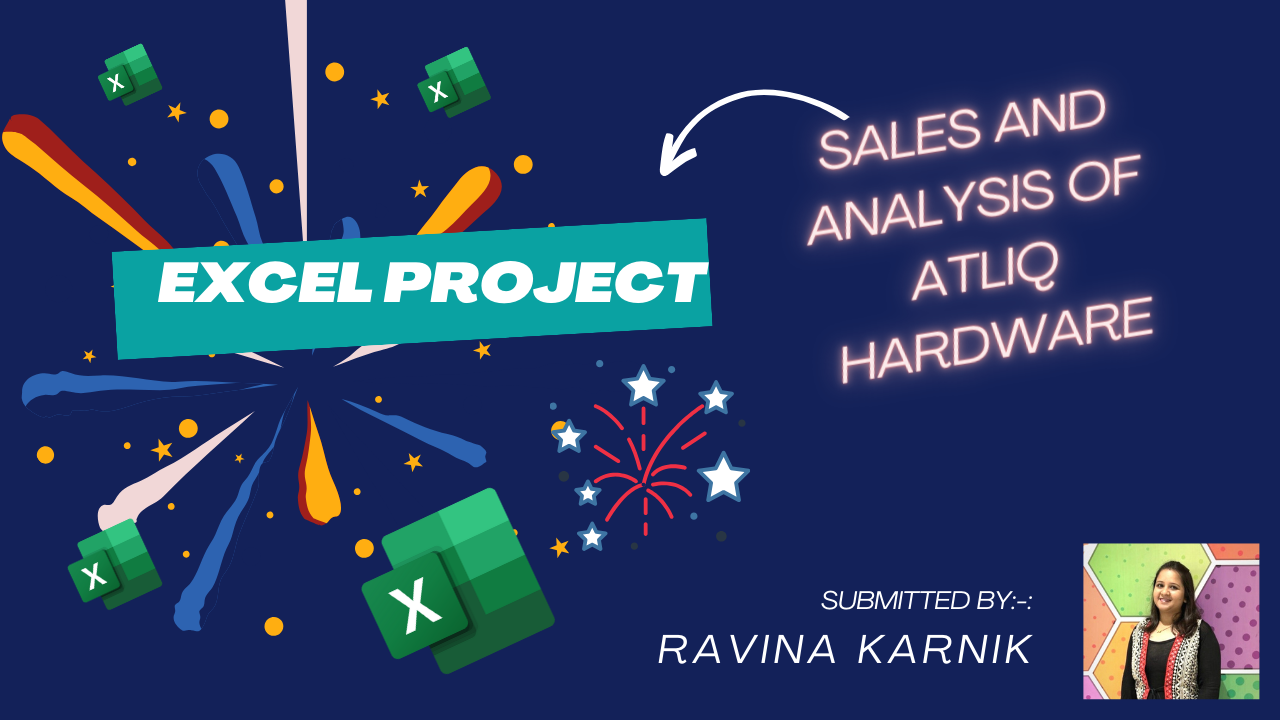 EXCEL PROJECT
SALES AND
ANALYSIS OF
ATLIQ
HARDWARE
SUBMITTED BY:-:
RAVINA KARNIK
X
X
X
X